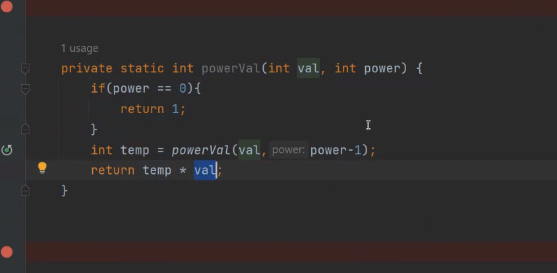 1 usage
private static int powerVal(int val, int power) {
if(power == 0){
return 1;
}
int temp = powerVal(val, power: power-1);
return temp * val;
}